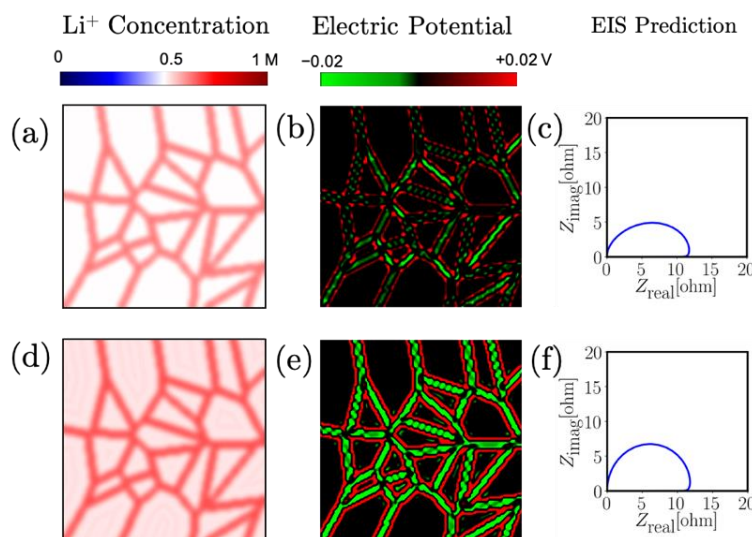 Li⁺ Concentration
Electric Potential
EIS Prediction
0 0.5 1 M
−0.02 +0.02 V
(a)
(b)
(c)
20
15
10
5
0
Z_imag[ohm]
0 5 10 15 20
Z_real[ohm]
(d)
(e)
(f)
20
15
10
5
0
Z_imag[ohm]
0 5 10 15 20
Z_real[ohm]